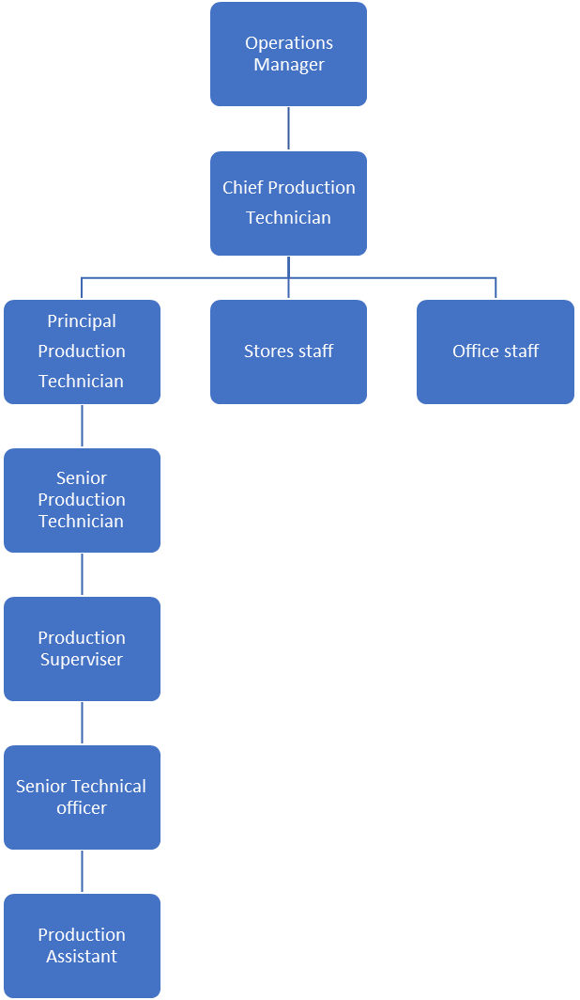 Operations
Manager
Chief Production
Technician
Principal
Production
Technician
Stores staff
Office staff
Senior
Production
Technician
Production
Superviser
Senior Technical
officer
Production
Assistant